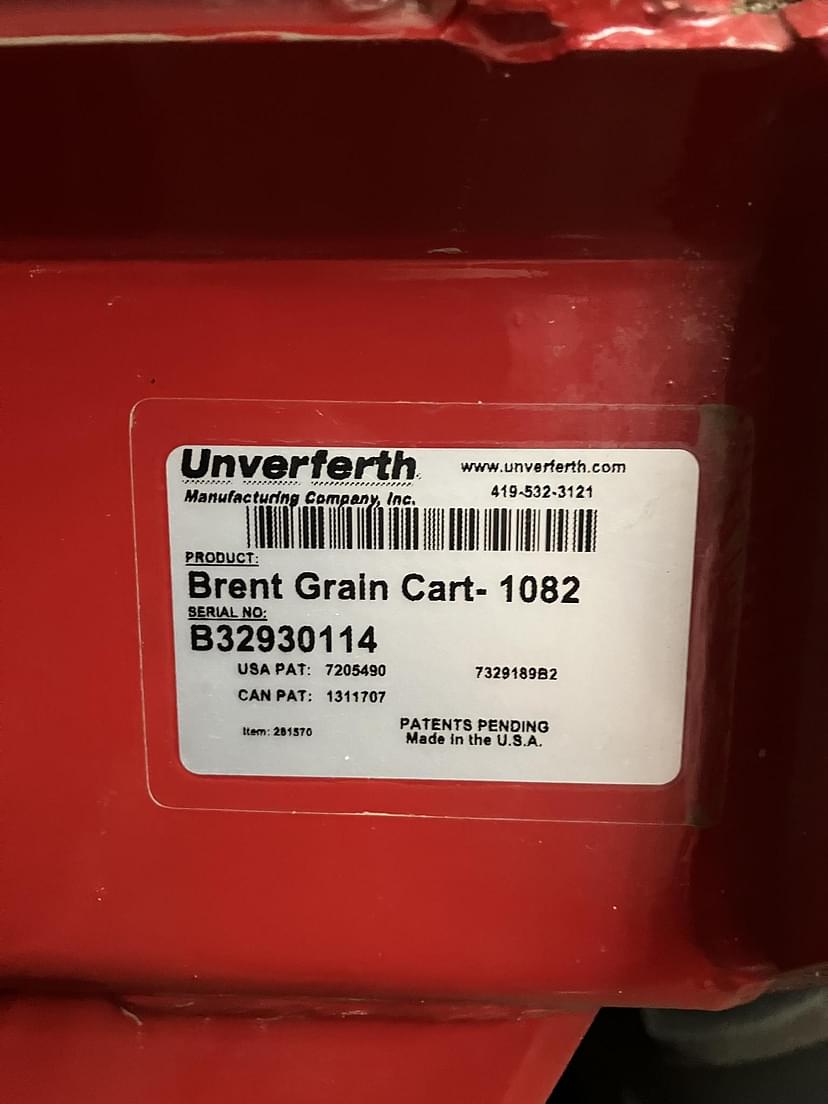 Unverferth
www.unverferth.com
Manufacturing Company, Inc.
419-532-3121
PRODUCT:
Brent Grain Cart- 1082
SERIAL NO:
B32930114
USA PAT: 7205490 7329189B2
CAN PAT: 1311707
Item: 281570
PATENTS PENDING
Made in the U.S.A.